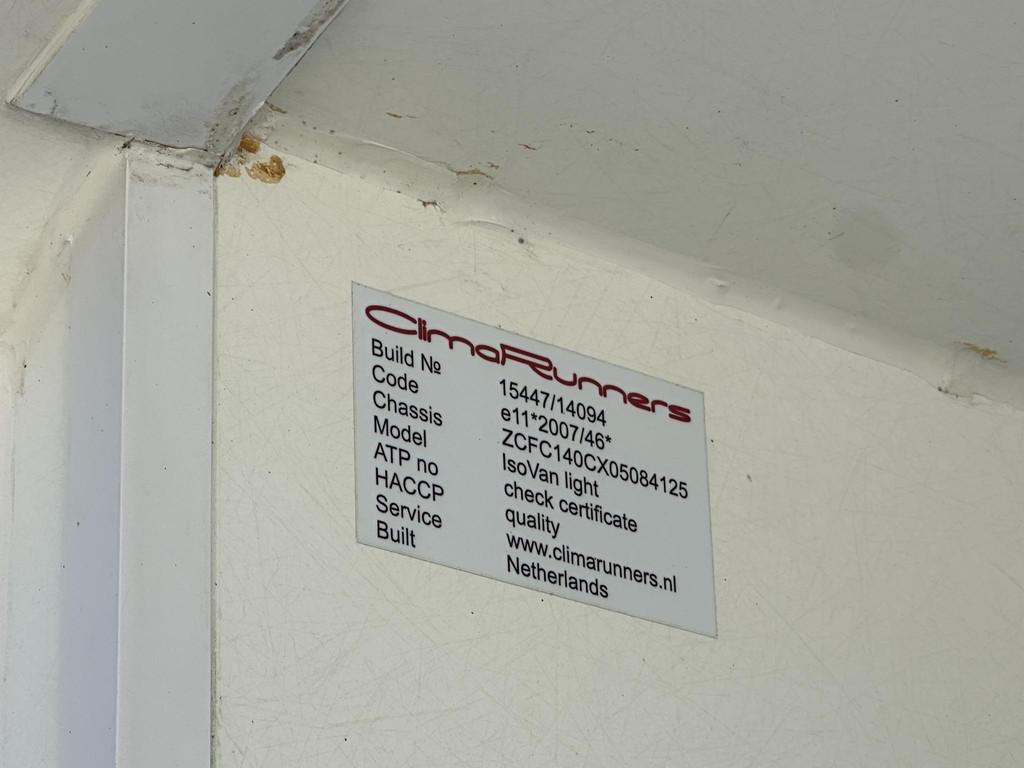 ClimaRunners
Build № 15447/14094
Code e11*2007/46*
Chassis ZCFC140CX05084125
Model IsoVan light
ATP no check certificate
HACCP quality
Service www.climarunners.nl
Built Netherlands